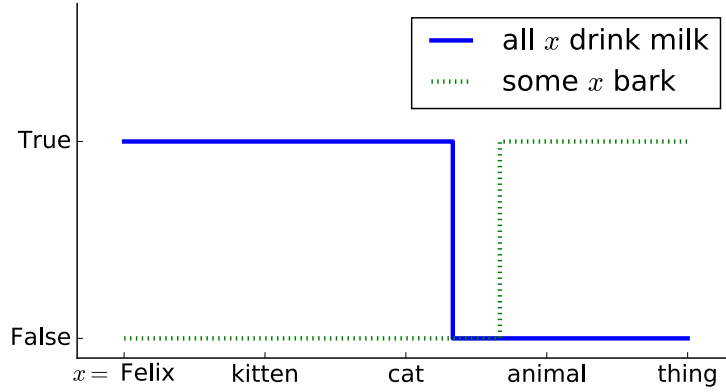 all x drink milk
some x bark
True
False
x = Felix kitten cat animal thing